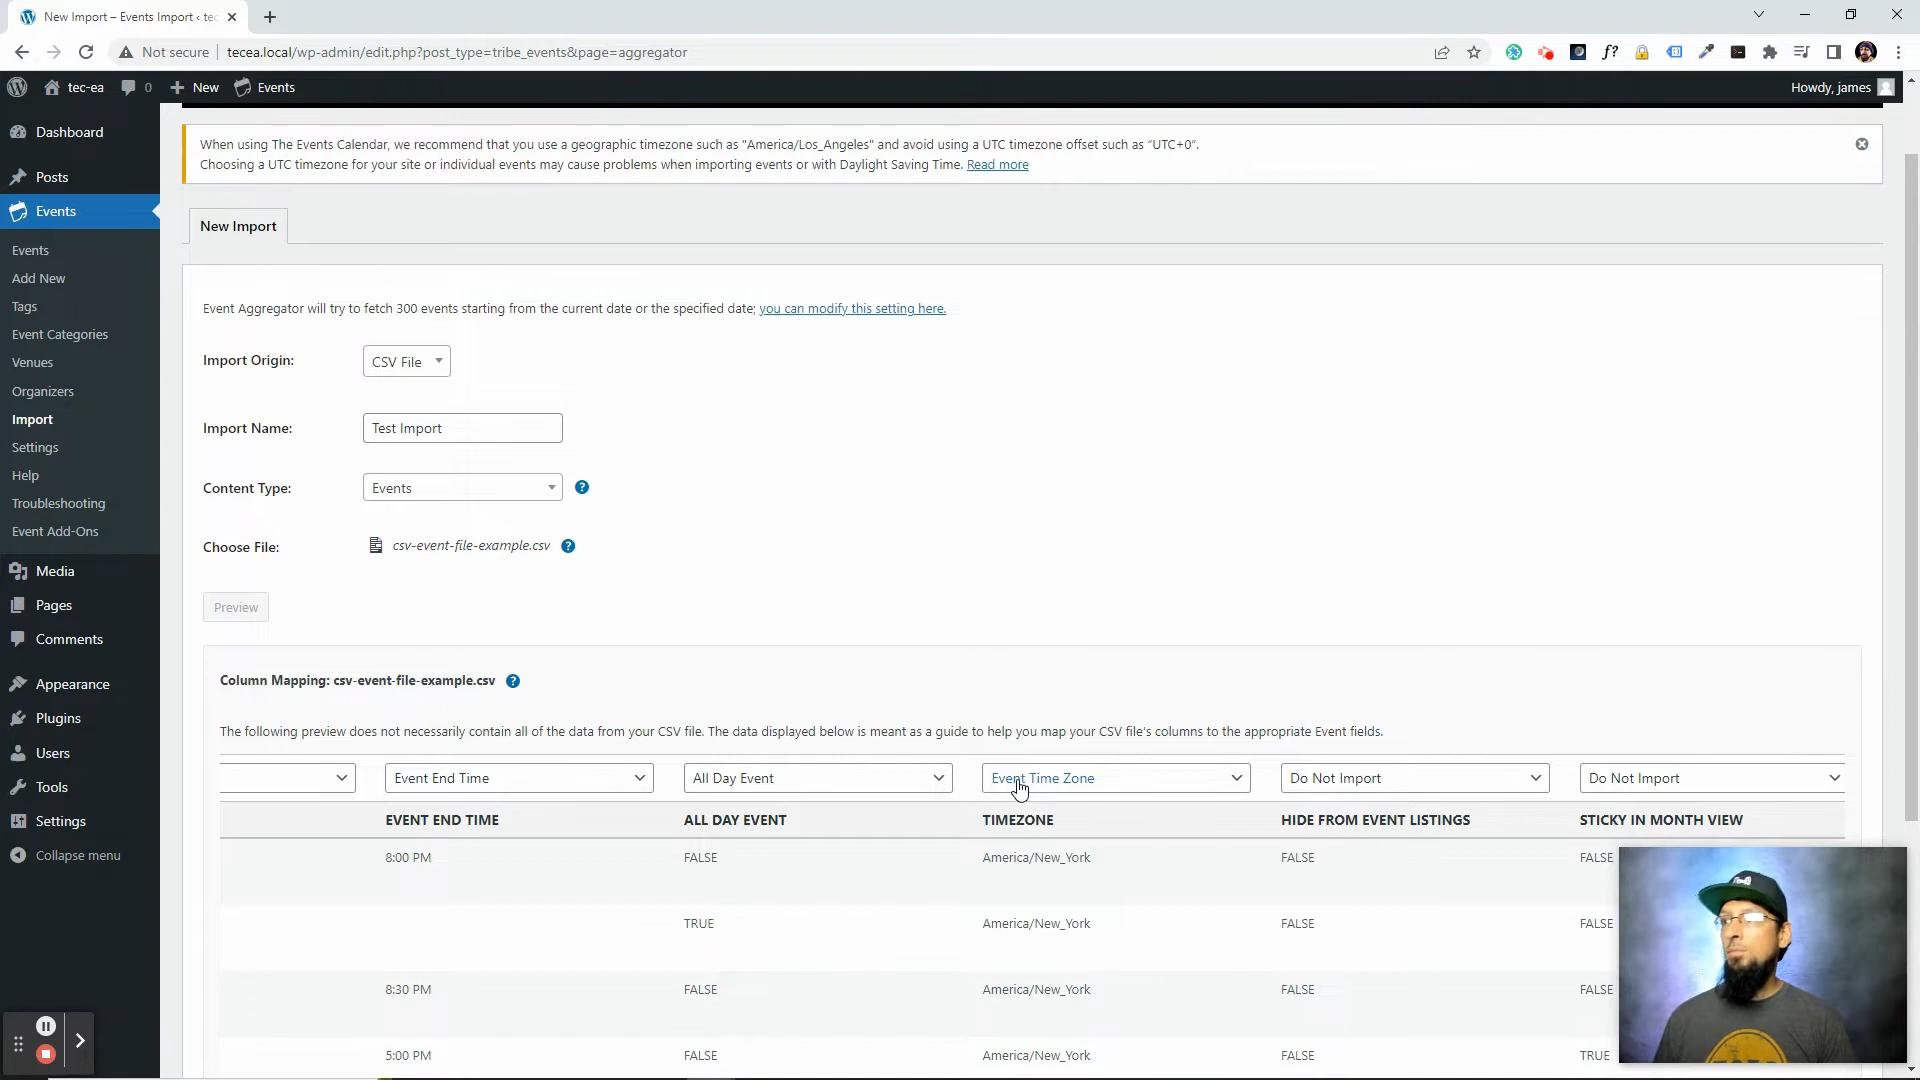 New Import – Events Import ‹ tec
Not secure
tecea.local/wp-admin/edit.php?post_type=tribe_events&page=aggregator
tec-ea
0
New
Events
Howdy, james
Dashboard
Posts
Events
Events
Add New
Tags
Event Categories
Venues
Organizers
Import
Settings
Help
Troubleshooting
Event Add-Ons
Media
Pages
Comments
Appearance
Plugins
Users
Tools
Settings
Collapse menu
When using The Events Calendar, we recommend that you use a geographic timezone such as "America/Los_Angeles" and avoid using a UTC timezone offset such as “UTC+0”.
Choosing a UTC timezone for your site or individual events may cause problems when importing events or with Daylight Saving Time. Read more
New Import
Event Aggregator will try to fetch 300 events starting from the current date or the specified date; you can modify this setting here.
Import Origin: CSV File
Import Name: Test Import
Content Type: Events ?
Choose File: csv-event-file-example.csv ?
Preview
Column Mapping: csv-event-file-example.csv ?
The following preview does not necessarily contain all of the data from your CSV file. The data displayed below is meant as a guide to help you map your CSV file's columns to the appropriate Event fields.
Event End Time All Day Event Event Time Zone Do Not Import Do Not Import
EVENT END TIME ALL DAY EVENT TIMEZONE HIDE FROM EVENT LISTINGS STICKY IN MONTH VIEW
8:00 PM FALSE America/New_York FALSE FALSE
TRUE America/New_York FALSE FALSE
8:30 PM FALSE America/New_York FALSE FALSE
5:00 PM FALSE America/New_York FALSE TRUE